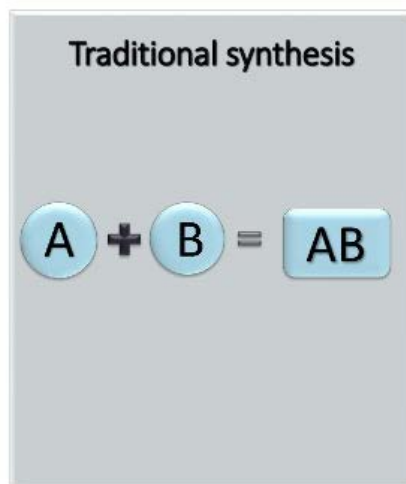 Traditional synthesis
A + B = AB